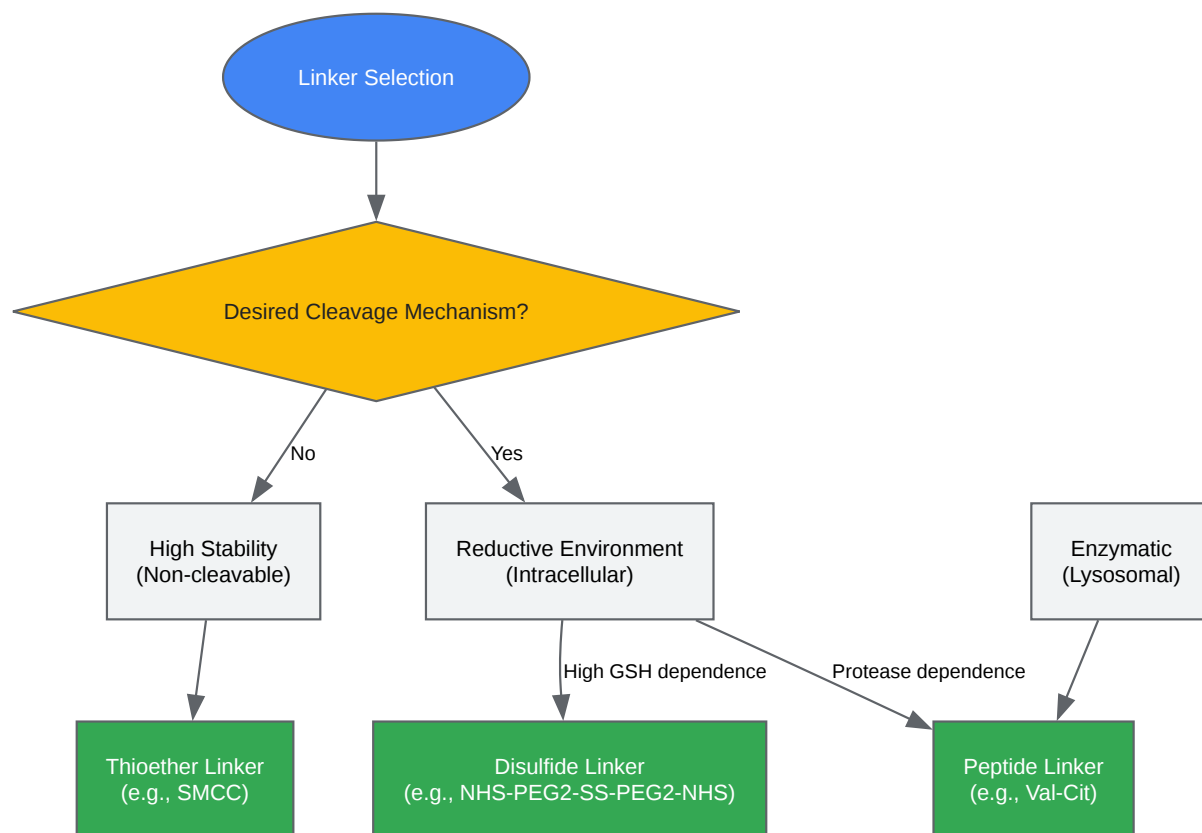 Linker Selection
Desired Cleavage Mechanism?
No
Yes
High Stability
(Non-cleavable)
Reductive Environment
(Intracellular)
Enzymatic
(Lysosomal)
High GSH dependence
Protease dependence
Thioether Linker
(e.g., SMCC)
Disulfide Linker
(e.g., NHS-PEG2-SS-PEG2-NHS)
Peptide Linker
(e.g., Val-Cit)